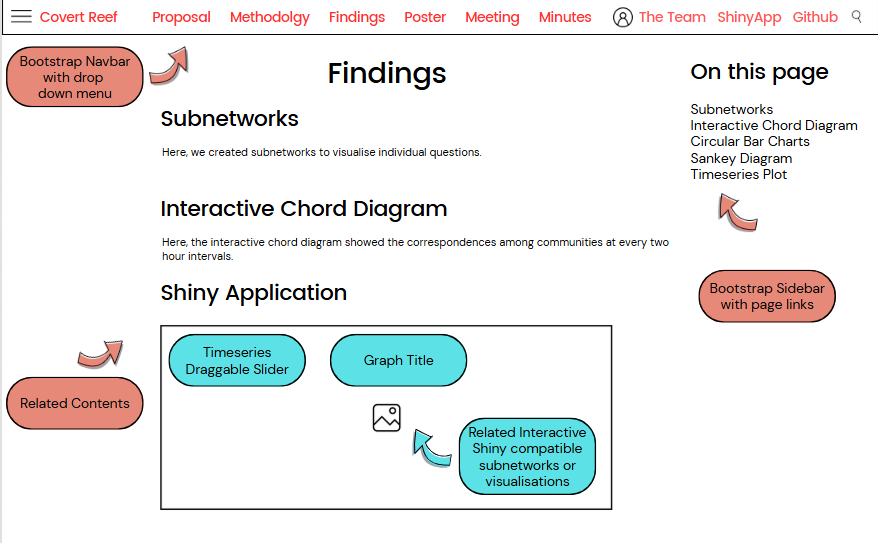 Covert Reef Proposal Methodolgy Findings Poster Meeting Minutes The Team ShinyApp Github
Bootstrap Navbar
with drop
down menu
Findings
On this page
Subnetworks
Interactive Chord Diagram
Circular Bar Charts
Sankey Diagram
Timeseries Plot
Subnetworks
Here, we created subnetworks to visualise individual questions.
Interactive Chord Diagram
Here, the interactive chord diagram showed the correspondences among communities at every two
hour intervals.
Bootstrap Sidebar
with page links
Shiny Application
Timeseries
Draggable Slider
Graph Title
Related Contents
Related Interactive
Shiny compatible
subnetworks or
visualisations